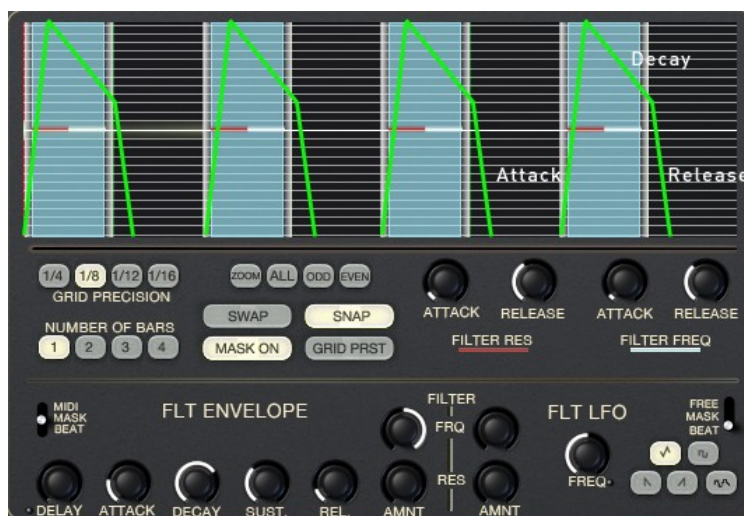 Decay
Attack
Release
1/4 1/8 1/12 1/16
GRID PRECISION
ZOOM ALL ODD EVEN
ATTACK RELEASE ATTACK RELEASE
FILTER RES FILTER FREQ
NUMBER OF BARS
1 2 3 4
SWAP SNAP
MASK ON GRID PRST
MIDI
MASK
BEAT
FLT ENVELOPE
FILTER
FRQ
RES
FLT LFO
FREE
MASK
BEAT
FREQ
DELAY ATTACK DECAY SUST. REL. AMNT AMNT